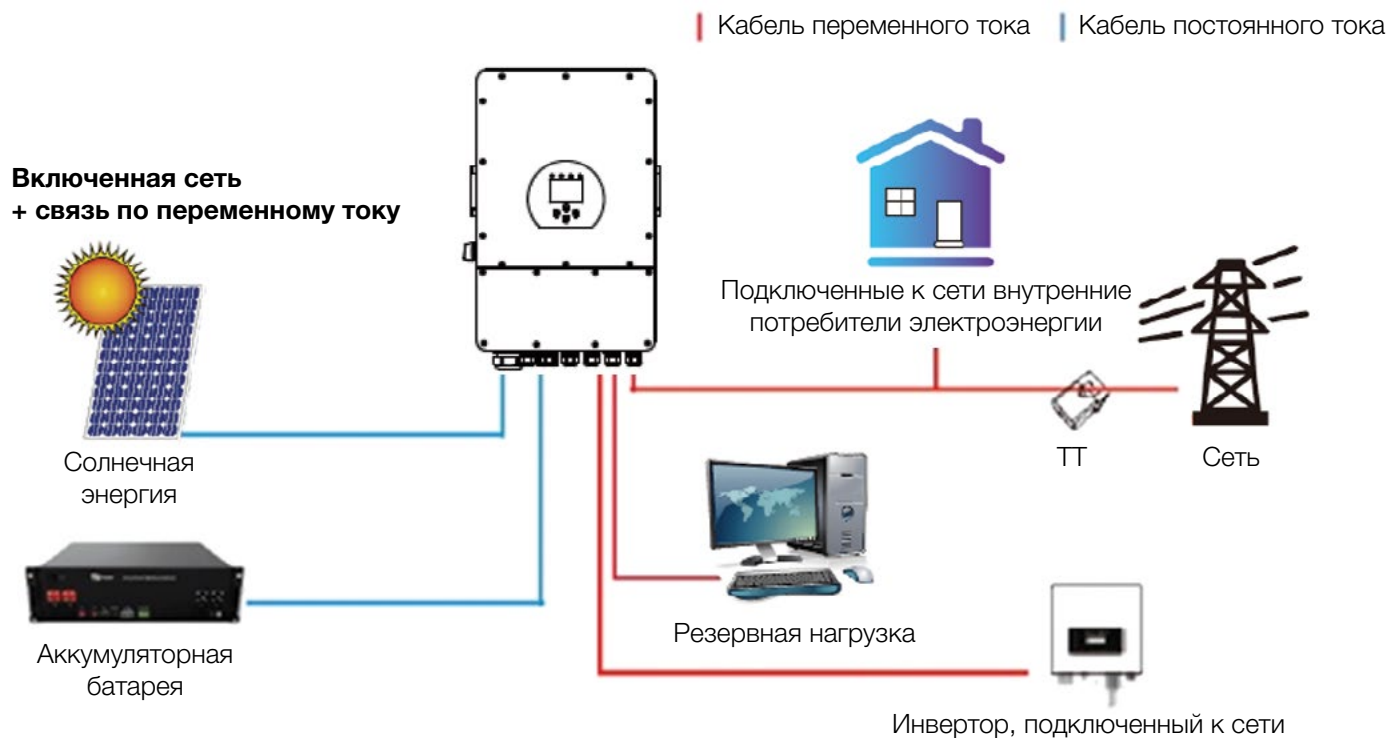 Кабель переменного тока
Кабель постоянного тока
Включенная сеть
+ связь по переменному току
Подключенные к сети внутренние
потребители электроэнергии
Солнечная
энергия
ТТ
Сеть
Резервная нагрузка
Аккумуляторная
батарея
Инвертор, подключенный к сети